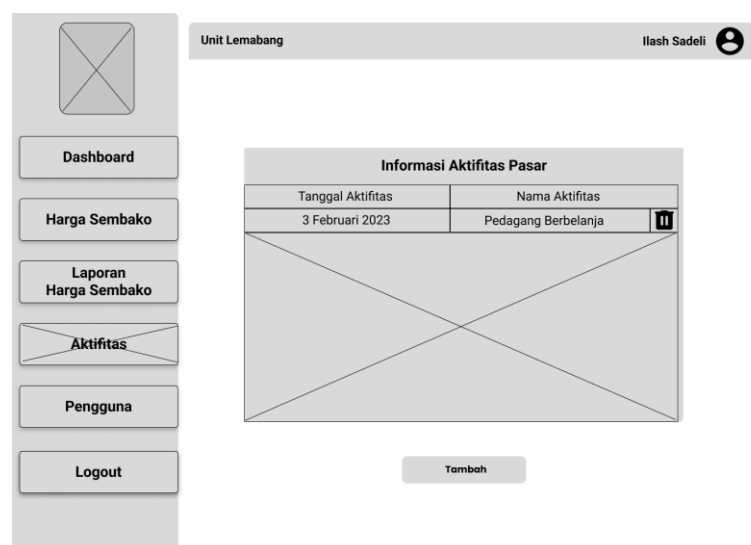 Unit Lemabang
Ilash Sadeli
Dashboard
Harga Sembako
Laporan
Harga Sembako
Aktifitas
Pengguna
Logout
Informasi Aktifitas Pasar
Tanggal Aktifitas Nama Aktifitas
3 Februari 2023 Pedagang Berbelanja
Tambah